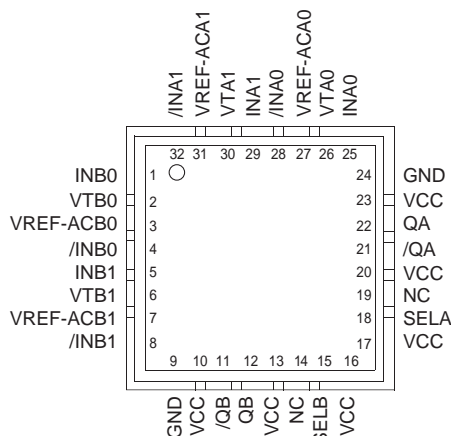 /INA1
VREF-ACA1
VTA1
INA1
/INA0
VREF-ACA0
VTA0
INA0
32 31 30 29 28 27 26 25
INB0 1 24 GND
VTB0 2 23 VCC
VREF-ACB0 3 22 QA
/INB0 4 21 /QA
INB1 5 20 VCC
VTB1 6 19 NC
VREF-ACB1 7 18 SELA
/INB1 8 17 VCC
9 10 11 12 13 14 15 16
GND
VCC
/QB
QB
VCC
NC
SELB
VCC